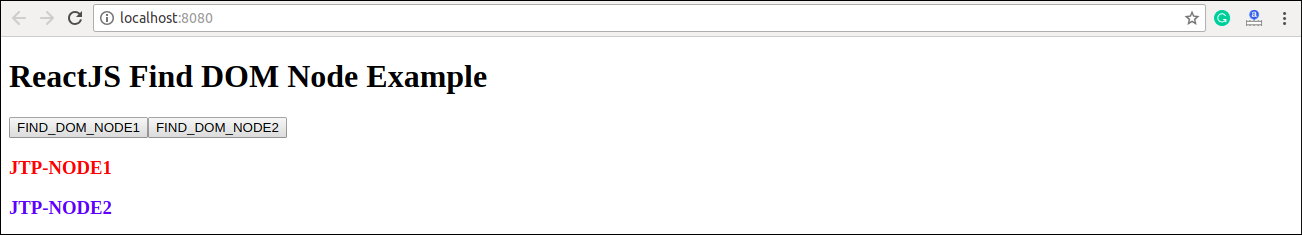 localhost:8080
ReactJS Find DOM Node Example
FIND_DOM_NODE1 FIND_DOM_NODE2
JTP-NODE1
JTP-NODE2